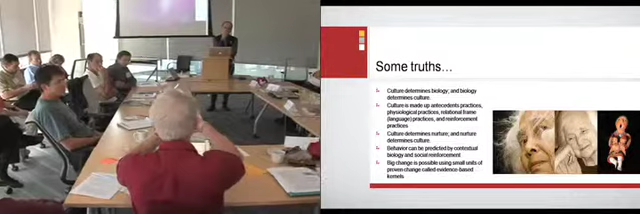 Some truths…
Culture determines biology; and biology
determines culture.
Culture is made up antecedents practices,
physiological practices, relational frame
(language) practices, and reinforcement
practices
Culture determines nurture; and nurture
determines culture.
Behavior can be predicted by contextual
biology and social reinforcement
Big change is possible using small units of
proven change called evidence-based
kernels